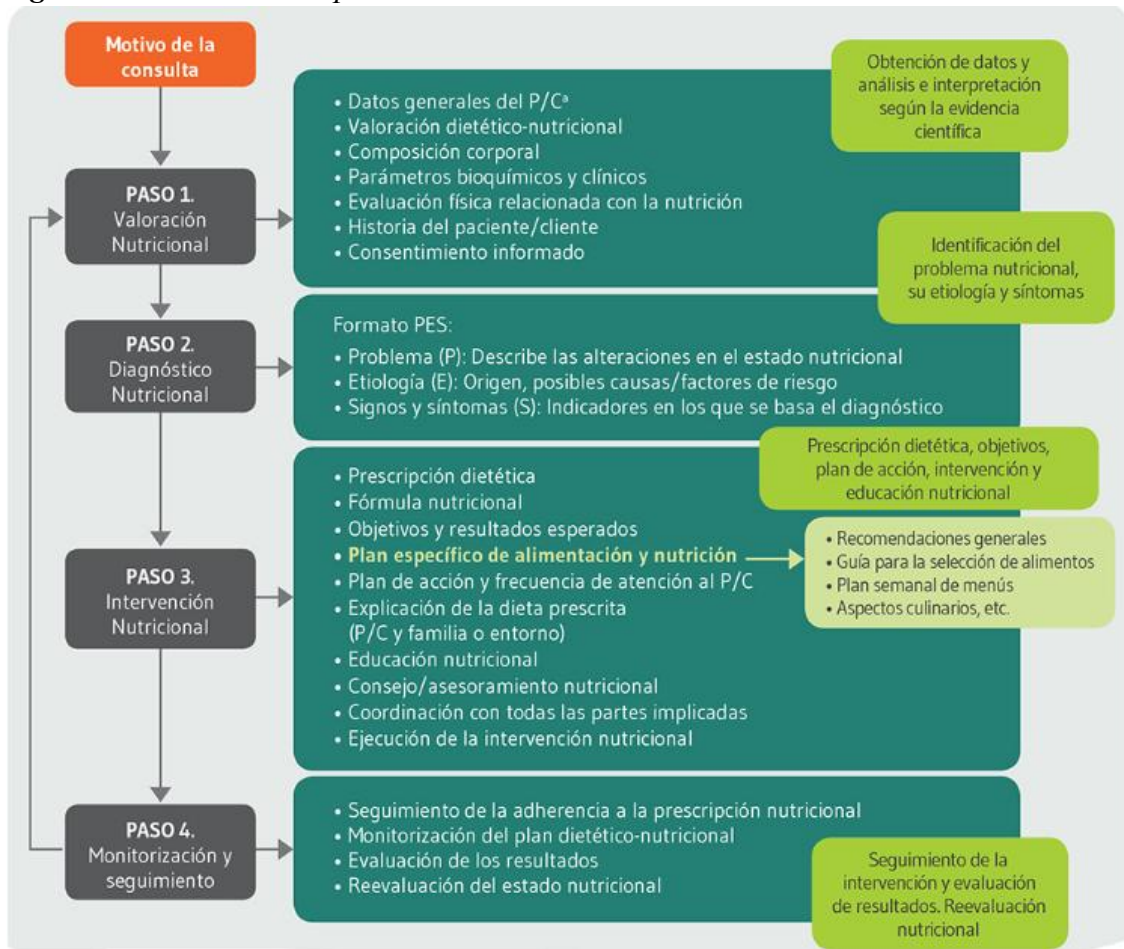 Motivo de la
consulta
Obtención de datos y
análisis e interpretación
según la evidencia
científica
PASO 1.
Valoración
Nutricional
• Datos generales del P/Cª
• Valoración dietético-nutricional
• Composición corporal
• Parámetros bioquímicos y clínicos
• Evaluación física relacionada con la nutrición
• Historia del paciente/cliente
• Consentimiento informado
Identificación del
problema nutricional,
su etiología y síntomas
PASO 2.
Diagnóstico
Nutricional
Formato PES:
• Problema (P): Describe las alteraciones en el estado nutricional
• Etiología (E): Origen, posibles causas/factores de riesgo
• Signos y síntomas (S): Indicadores en los que se basa el diagnóstico
Prescripción dietética, objetivos,
plan de acción, intervención y
educación nutricional
PASO 3.
Intervención
Nutricional
• Prescripción dietética
• Fórmula nutricional
• Objetivos y resultados esperados
• Plan específico de alimentación y nutrición
• Plan de acción y frecuencia de atención al P/C
• Explicación de la dieta prescrita
(P/C y familia o entorno)
• Educación nutricional
• Consejo/asesoramiento nutricional
• Coordinación con todas las partes implicadas
• Ejecución de la intervención nutricional
• Recomendaciones generales
• Guía para la selección de alimentos
• Plan semanal de menús
• Aspectos culinarios, etc.
PASO 4.
Monitorización y
seguimiento
• Seguimiento de la adherencia a la prescripción nutricional
• Monitorización del plan dietético-nutricional
• Evaluación de los resultados
• Reevaluación del estado nutricional
Seguimiento de la
intervención y evaluación
de resultados. Reevaluación
nutricional